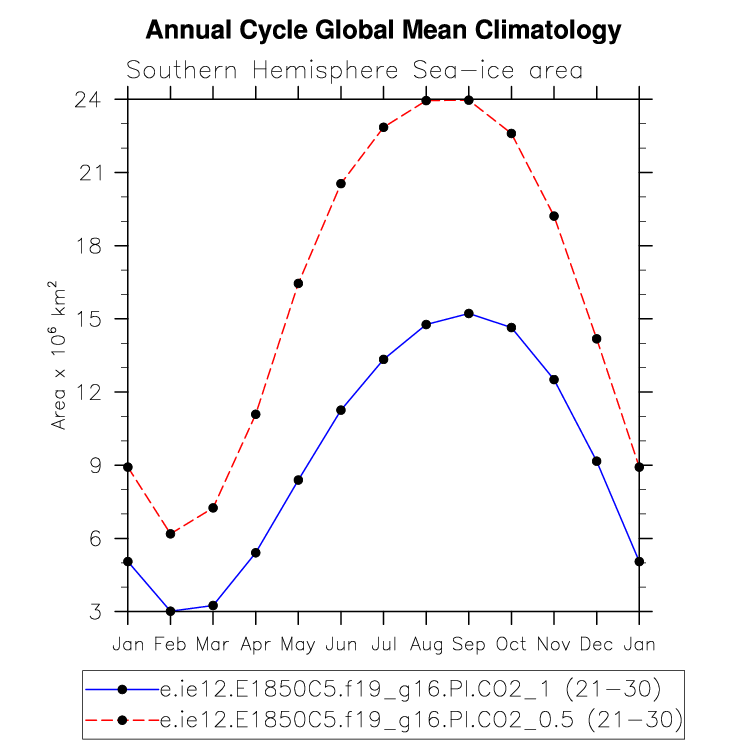 Annual Cycle Global Mean Climatology
Southern Hemisphere Sea-ice area
24
21
18
15
12
9
6
3
Area x 10⁶ km²
Jan Feb Mar Apr May Jun Jul Aug Sep Oct Nov Dec Jan
e.ie12.E1850C5.f19_g16.PI.CO2_1 (21-30)
e.ie12.E1850C5.f19_g16.PI.CO2_0.5 (21-30)